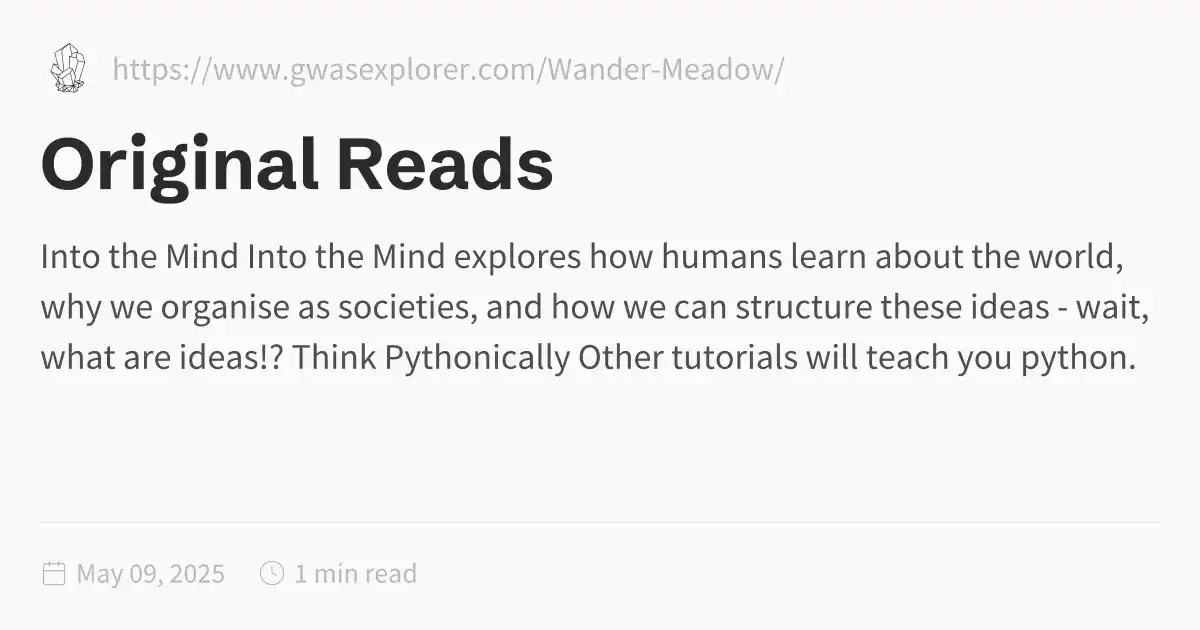 https://www.gwasexplorer.com/Wander-Meadow/
Original Reads
Into the Mind Into the Mind explores how humans learn about the world,
why we organise as societies, and how we can structure these ideas - wait,
what are ideas!? Think Pythonically Other tutorials will teach you python.
May 09, 2025 1 min read